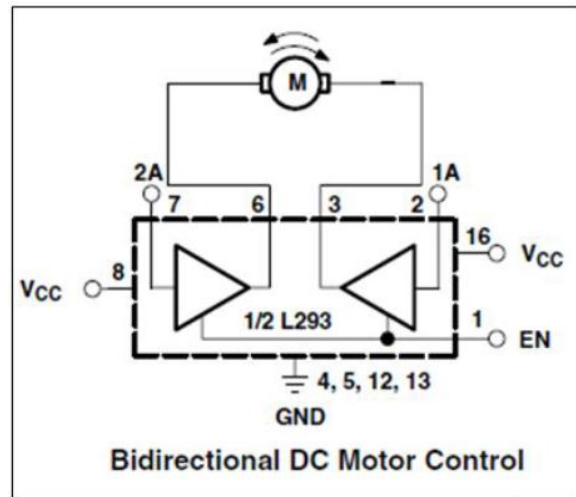 M
2A
1A
7
6
3
2
16
VCC
8
VCC
1/2 L293
1
EN
4, 5, 12, 13
GND
Bidirectional DC Motor Control